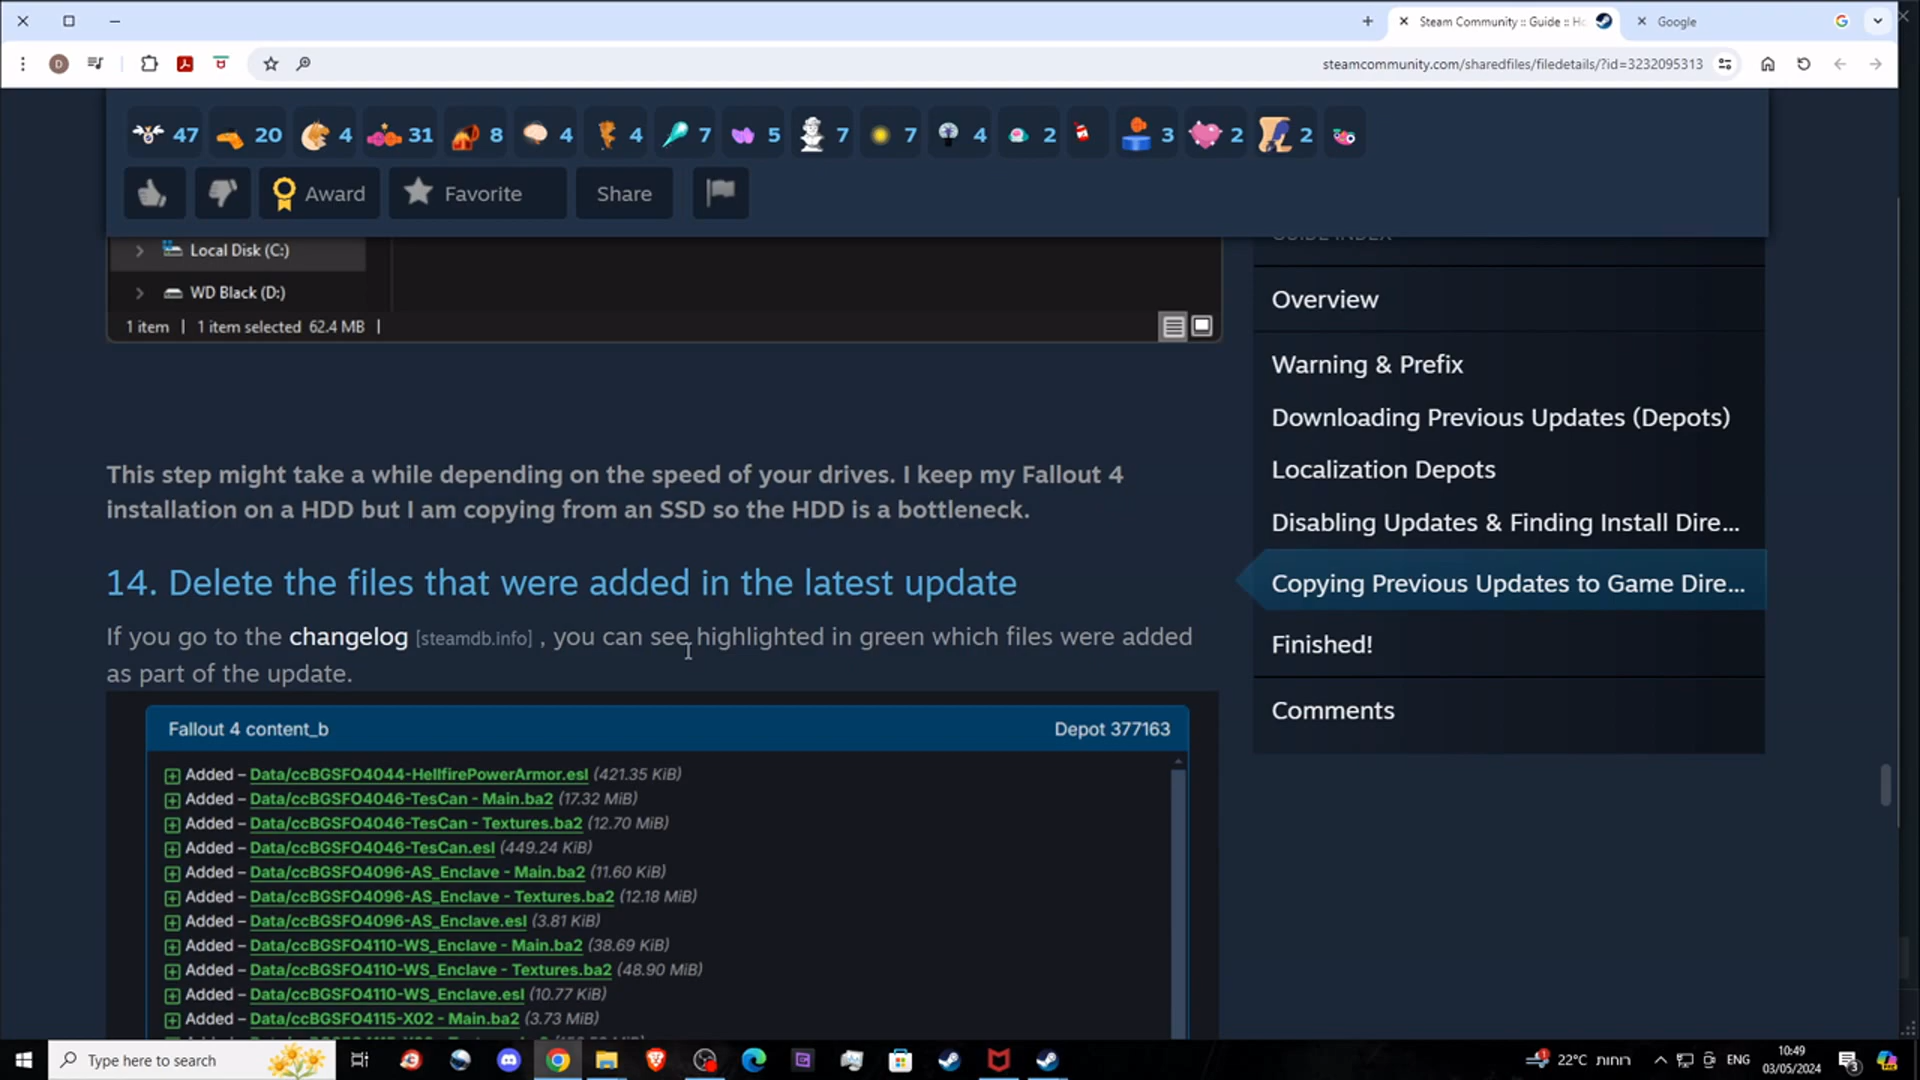 Steam Community :: Guide :: Ho
Google
steamcommunity.com/sharedfiles/filedetails/?id=3232095313
47 20 4 31 8 4 4 7 5 7 7 4 2 3 2 2
Award Favorite Share
Local Disk (C:)
WD Black (D:)
1 item | 1 item selected 62.4 MB |
GUIDE INDEX
Overview
Warning & Prefix
Downloading Previous Updates (Depots)
Localization Depots
Disabling Updates & Finding Install Dire...
Copying Previous Updates to Game Dire...
Finished!
Comments
This step might take a while depending on the speed of your drives. I keep my Fallout 4
installation on a HDD but I am copying from an SSD so the HDD is a bottleneck.
14. Delete the files that were added in the latest update
If you go to the changelog [steamdb.info] , you can see highlighted in green which files were added
as part of the update.
Fallout 4 content_b Depot 377163
Added – Data/ccBGSFO4044-HellfirePowerArmor.esl (421.35 KiB)
Added – Data/ccBGSFO4046-TesCan - Main.ba2 (17.32 MiB)
Added – Data/ccBGSFO4046-TesCan - Textures.ba2 (12.70 MiB)
Added – Data/ccBGSFO4046-TesCan.esl (449.24 KiB)
Added – Data/ccBGSFO4096-AS_Enclave - Main.ba2 (11.60 KiB)
Added – Data/ccBGSFO4096-AS_Enclave - Textures.ba2 (12.18 MiB)
Added – Data/ccBGSFO4096-AS_Enclave.esl (3.81 KiB)
Added – Data/ccBGSFO4110-WS_Enclave - Main.ba2 (38.69 KiB)
Added – Data/ccBGSFO4110-WS_Enclave - Textures.ba2 (48.90 MiB)
Added – Data/ccBGSFO4110-WS_Enclave.esl (10.77 KiB)
Added – Data/ccBGSFO4115-X02 - Main.ba2 (3.73 MiB)
Type here to search
22°C רוחות
ENG
10:49
03/05/2024